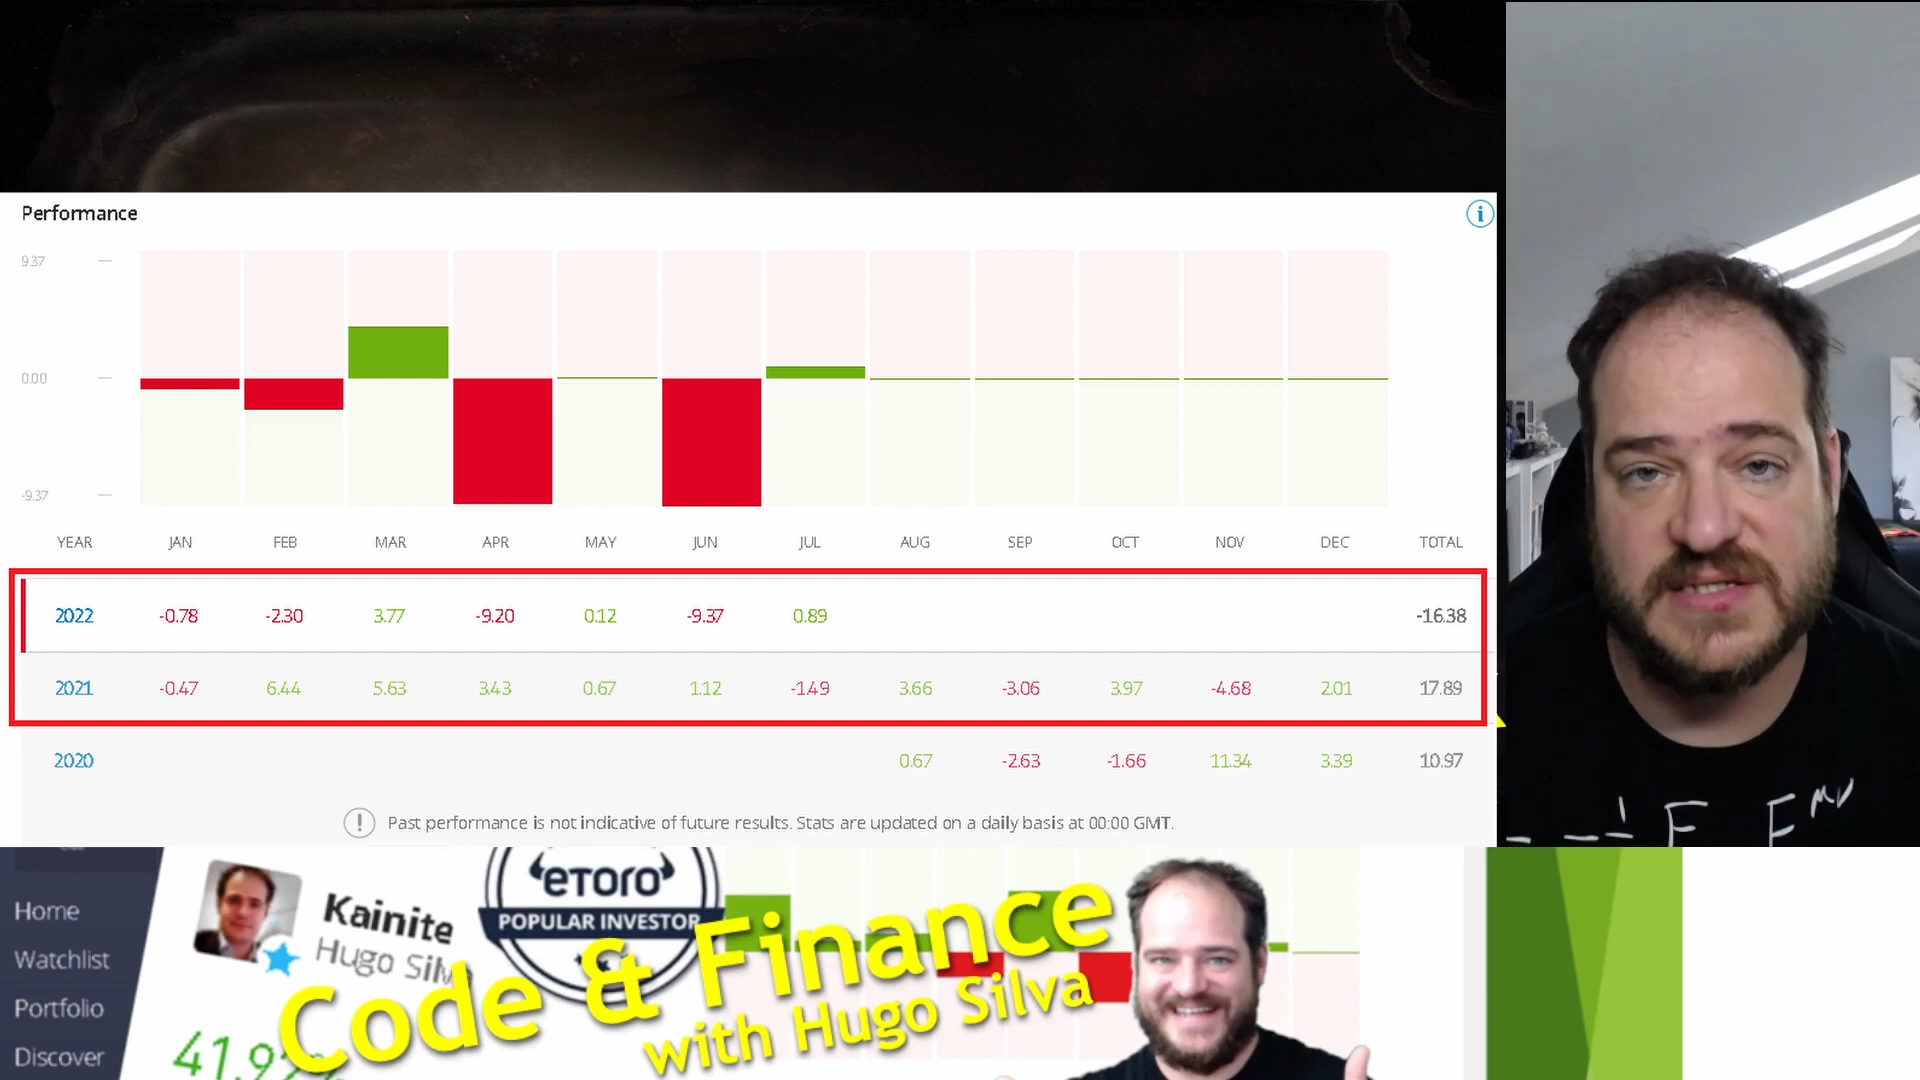 Performance
9.37
0.00
-9.37
YEAR JAN FEB MAR APR MAY JUN JUL AUG SEP OCT NOV DEC TOTAL
2022 -0.78 -2.30 3.77 -9.20 0.12 -9.37 0.89 -16.38
2021 -0.47 6.44 5.63 3.43 0.67 1.12 -1.49 3.66 -3.06 3.97 -4.68 2.01 17.89
2020 0.67 -2.63 -1.66 11.34 3.39 10.97
Past performance is not indicative of future results. Stats are updated on a daily basis at 00:00 GMT.
Home
Watchlist
Portfolio
Discover
Kainite
Hugo
eTORO
POPULAR INVESTOR
Code & Finance
with Hugo Silva